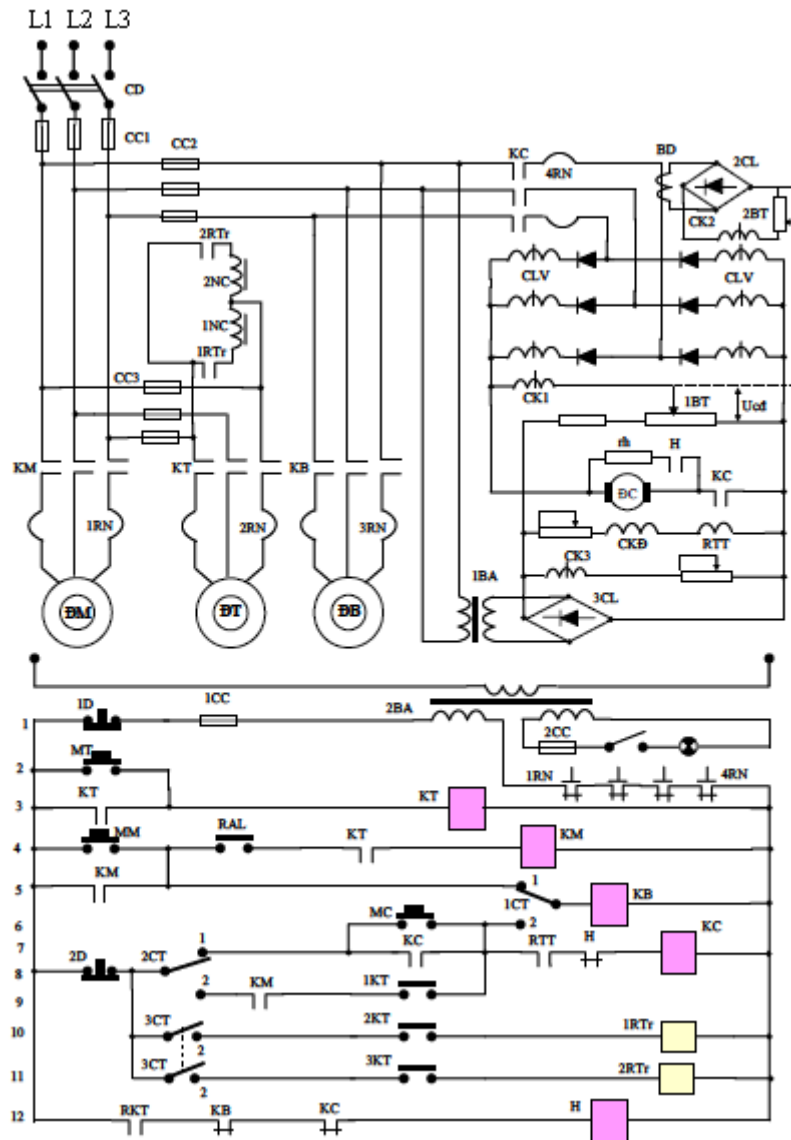 L1 L2 L3
CD
CC1
CC2
KC
4RN
BD
2CL
CK2
2BT
2RTr
2NC
CLV
CLV
1NC
1RTr
CC3
CK1
1BT
Ucđ
rh
H
KM
KT
KB
ĐC
KC
1RN
2RN
3RN
CKĐ
RTT
CK3
1BA
3CL
ĐM
ĐT
ĐB
1D
1CC
2BA
1
2CC
MT
2
1RN
4RN
KT
KT
3
MM
RAL
KT
KM
4
KM
1
5
1CT
KB
MC
2
6
1
KC
RTT
H
KC
7
2D
2CT
8
2
KM
1KT
9
3CT
2KT
1RTr
10
2
3CT
3KT
2RTr
11
2
RKT
KB
KC
H
12